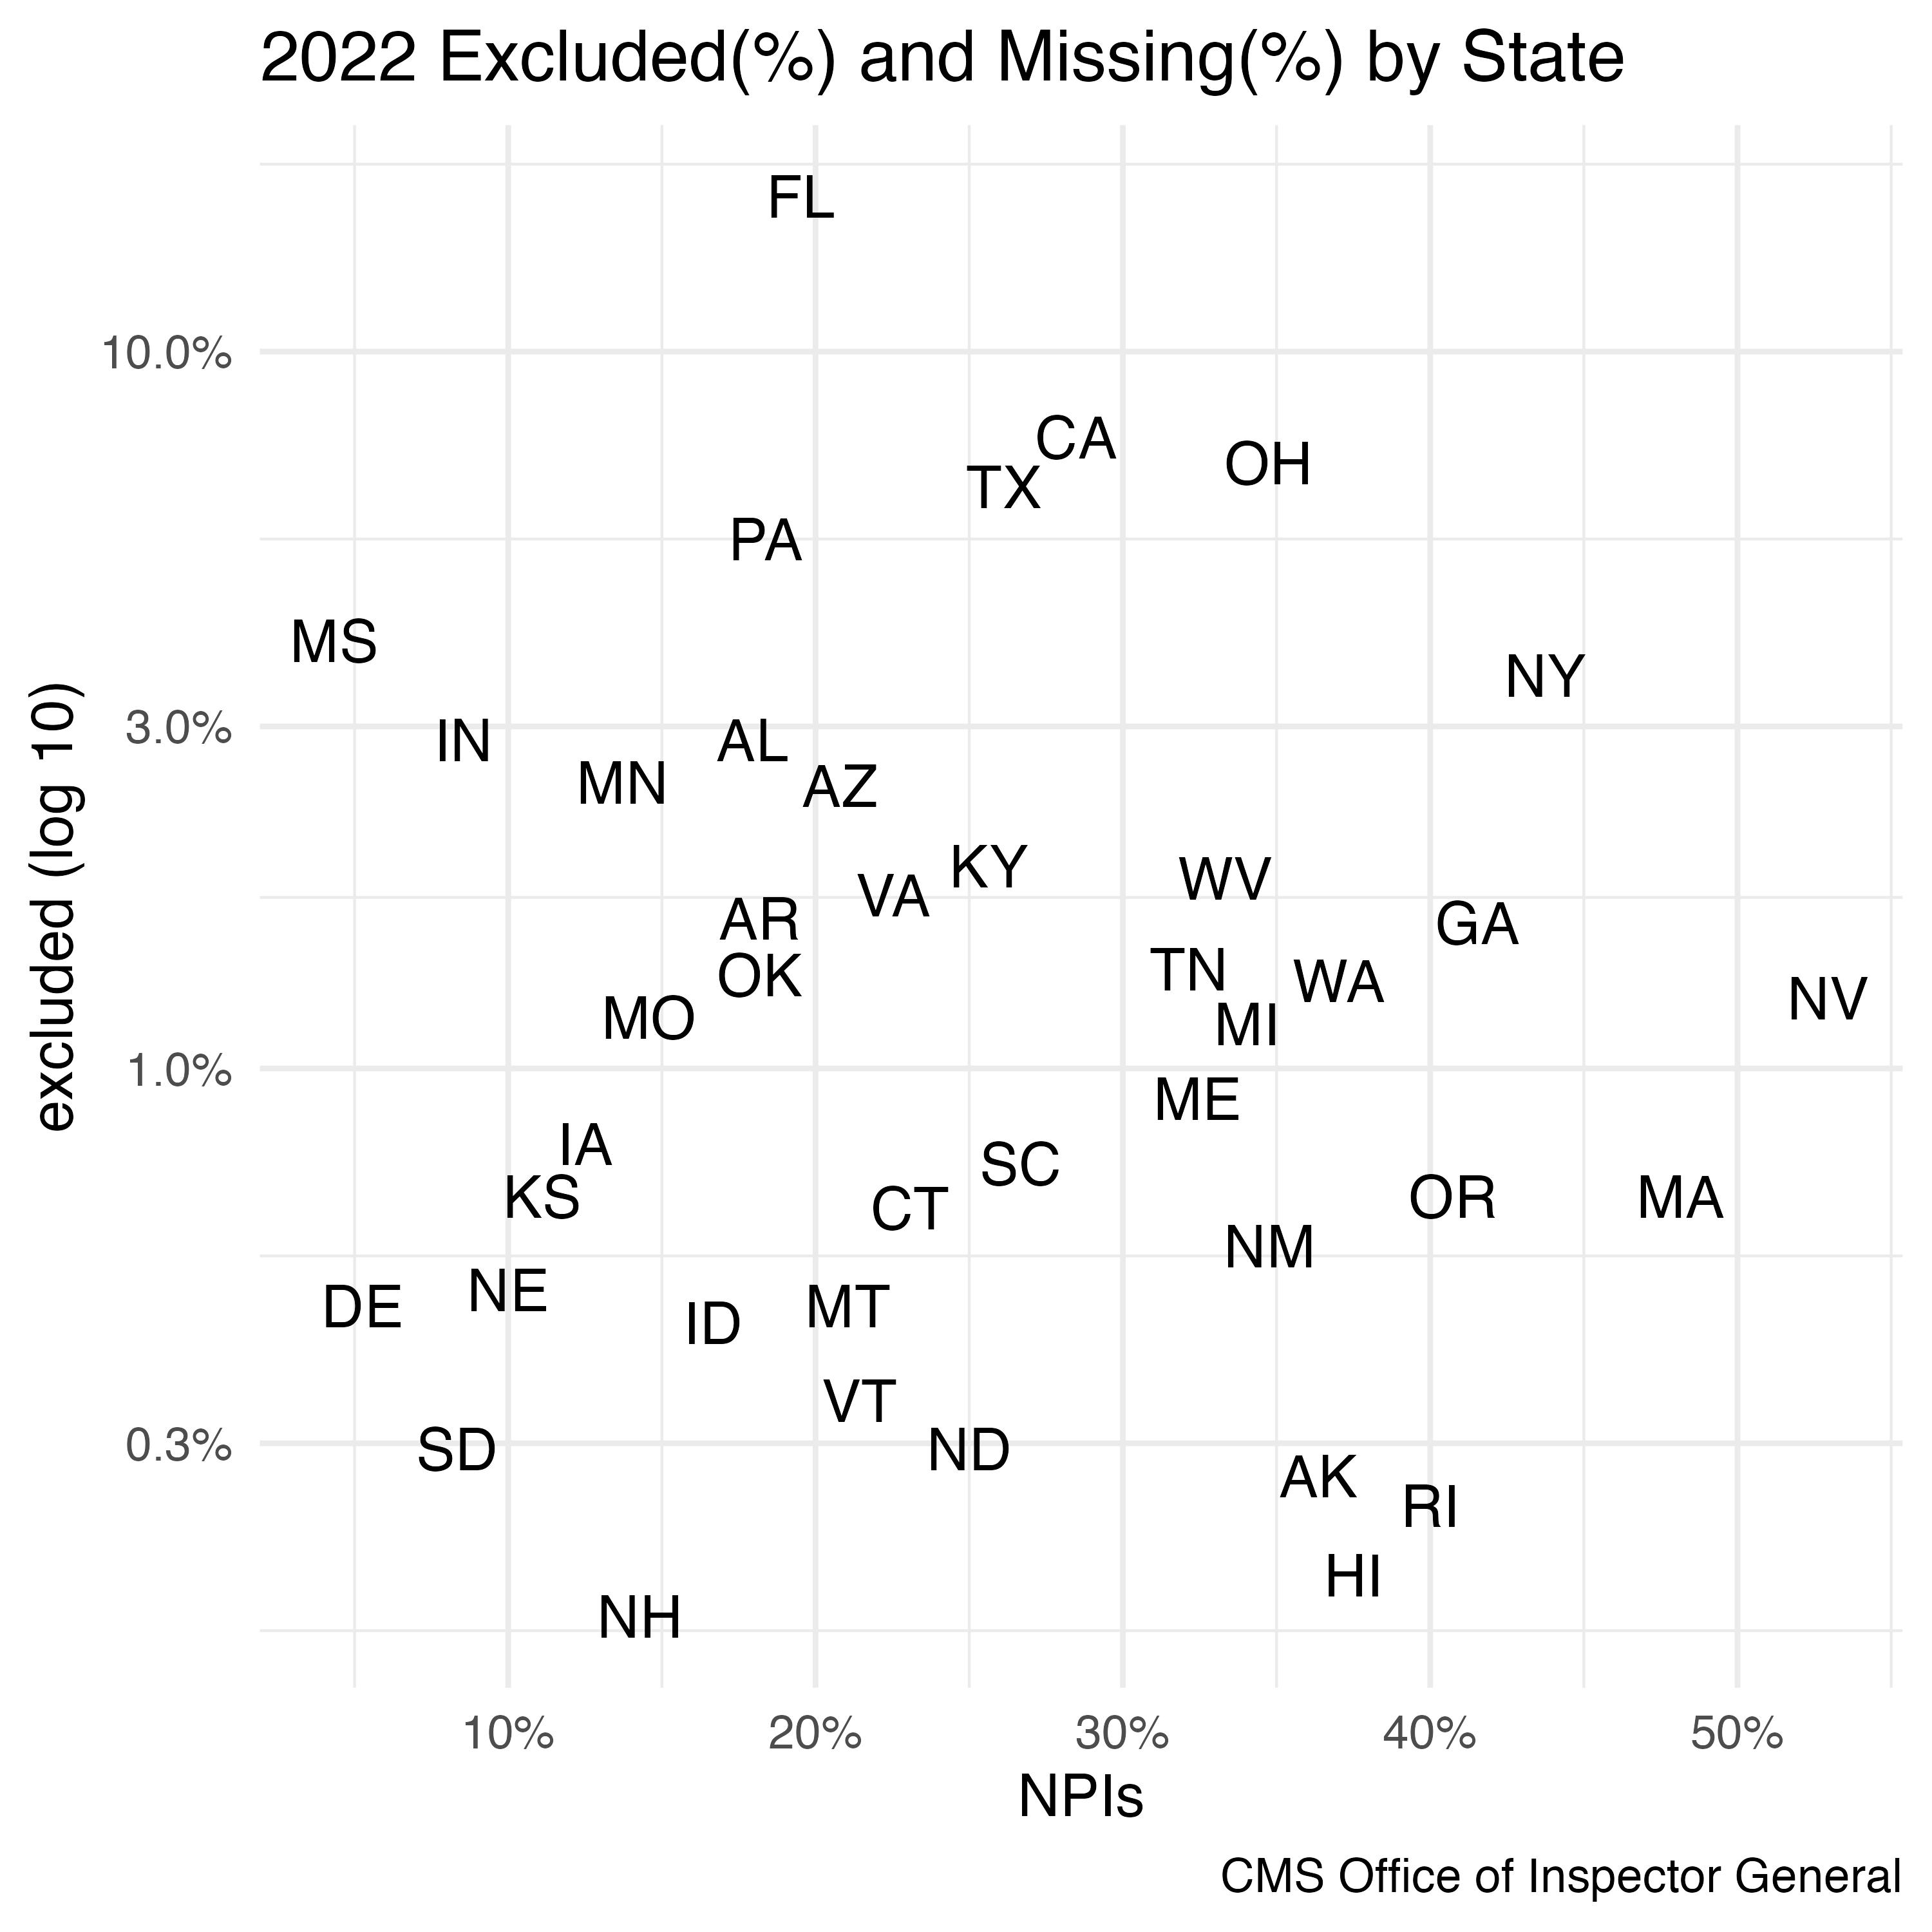 2022 Excluded(%) and Missing(%) by State
FL
10.0%
CA
OH
TX
PA
MS
NY
3.0%
IN
AL
MN
AZ
KY
WV
VA
AR
GA
TN
OK
WA
NV
MO
MI
1.0%
ME
IA
SC
KS
OR
MA
CT
NM
NE
DE
MT
ID
VT
0.3%
SD
ND
AK
RI
HI
NH
excluded (log 10)
10%
20%
30%
40%
50%
NPIs
CMS Office of Inspector General